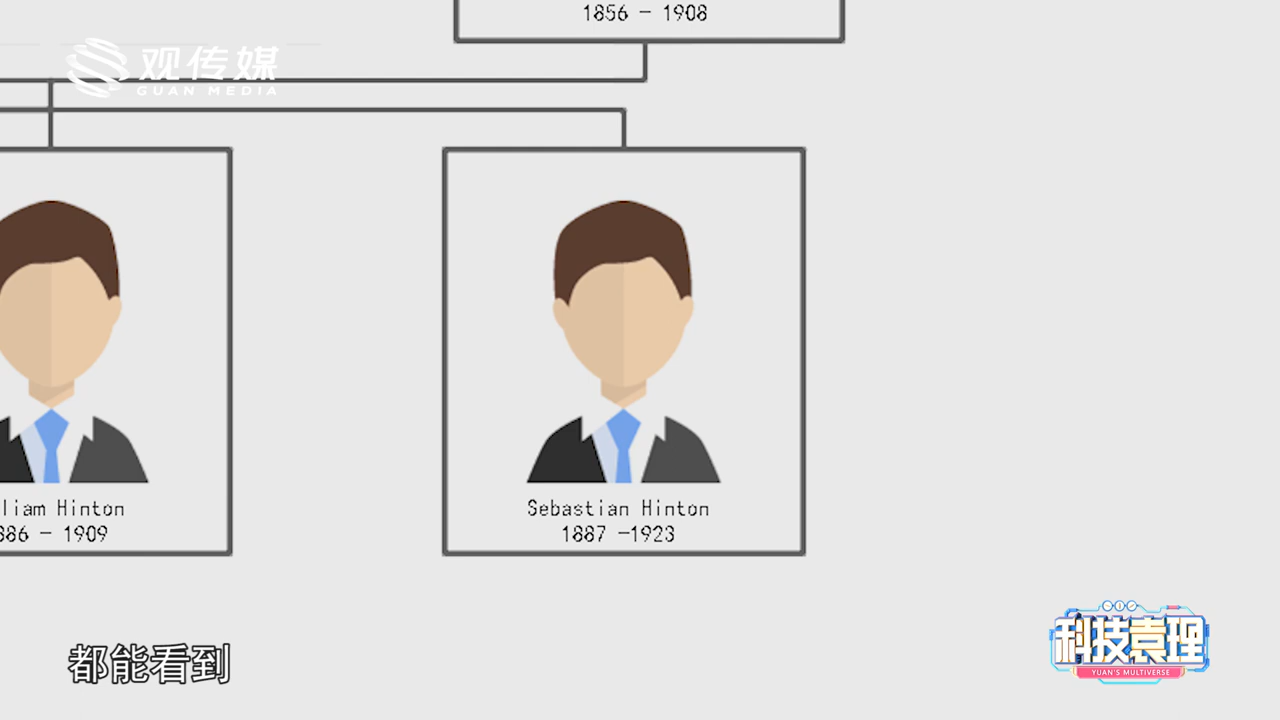 1856 - 1908
观传媒
GUAN MEDIA
liam Hinton
886 - 1909
Sebastian Hinton
1887 -1923
都能看到
科技袁理
YUAN'S MULTIVERSE